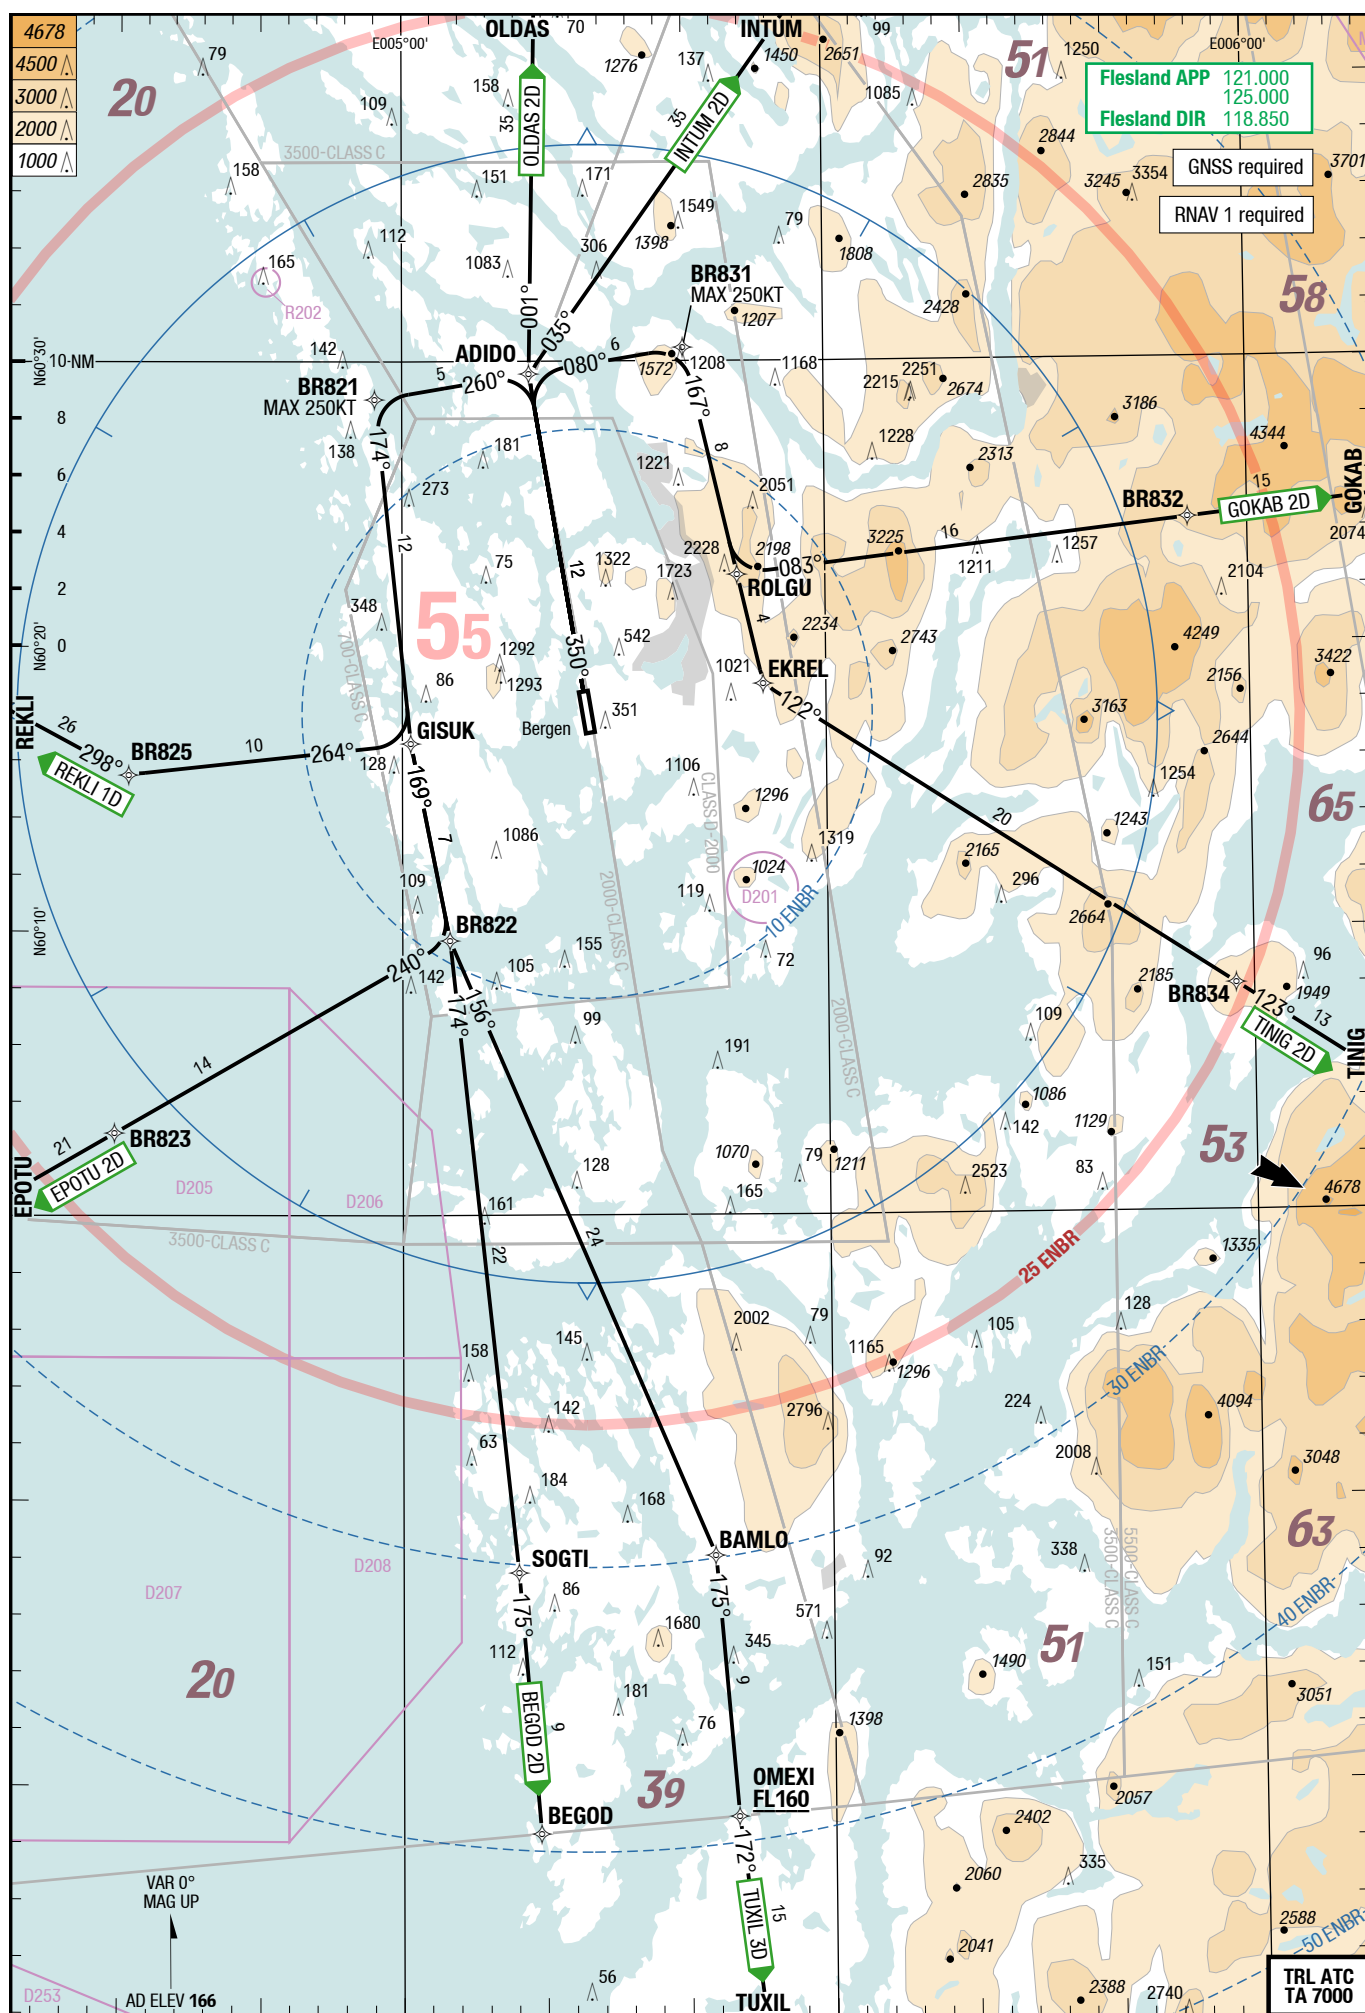 4678
4500
3000
2000
1000
OLDAS
INTUM
E005°00'
E006°00'
70
1450
2651
99
51
1250
79
1276
137
Flesland APP 121.000
125.000
Flesland DIR 118.850
20
109
158
35
OLDAS 2D
35
INTUM 2D
1085
2844
GNSS required
3701
3500-CLASS C
158
151
171
2835
3245
3354
RNAV 1 required
1549
1398
79
1808
112
1083
306
165
R202
BR831
MAX 250KT
2428
58
1207
001°
035°
N60°30'
10-NM
142
ADIDO
080°
6
1572
1208
1168
2251
2215
2674
BR821
MAX 250KT
5
260°
167°
3186
8
138
174°
181
1221
8
1228
2313
4344
6
273
2051
BR832
15
GOKAB 2D
GOKAB
4
12
75
1322
12
2228
2198
083°
3225
16
1211
1257
2074
2
348
1723
ROLGU
2104
55
N60°20'
0
700-CLASS C
1292
1293
350°
542
4
2234
2743
4249
1021
EKREL
2156
3422
86
351
Bergen
122°
3163
REKLI
26
298°
BR825
REKLI 1D
10
264°
GISUK
128
2644
169°
1106
CLASS D-2000
1296
1254
20
65
7
1086
1319
1243
1024
D201
2165
109
2000-CLASS C
119
10 ENBR
296
2664
N60°10'
BR822
155
72
240°
142
105
96
2185
BR834
1949
156°
174°
99
2000-CLASS C
109
123°
13
TINIG 2D
TINIG
14
191
1086
142
1129
21
BR823
EPOTU 2D
EPOTU
D205
D206
128
1070
79
1211
53
165
2523
83
4678
161
3500-CLASS C
22
24
25 ENBR
1335
2002
79
105
128
158
145
1165
1296
30 ENBR
142
2796
224
4094
63
2008
3048
184
168
63
D207
D208
SOGTI
BAMLO
92
338
3500-CLASS C
5500-CLASS C
86
175°
175°
571
40 ENBR
1680
345
51
20
112
9
1490
151
BEGOD 2D
9
181
76
3051
1398
39
OMEXI
FL160
2057
BEGOD
2402
172°
VAR 0°
MAG UP
2060
335
TUXIL 3D
15
2588
50 ENBR
2041
D253
AD ELEV 166
56
TUXIL
2388
2740
TRL ATC
TA 7000